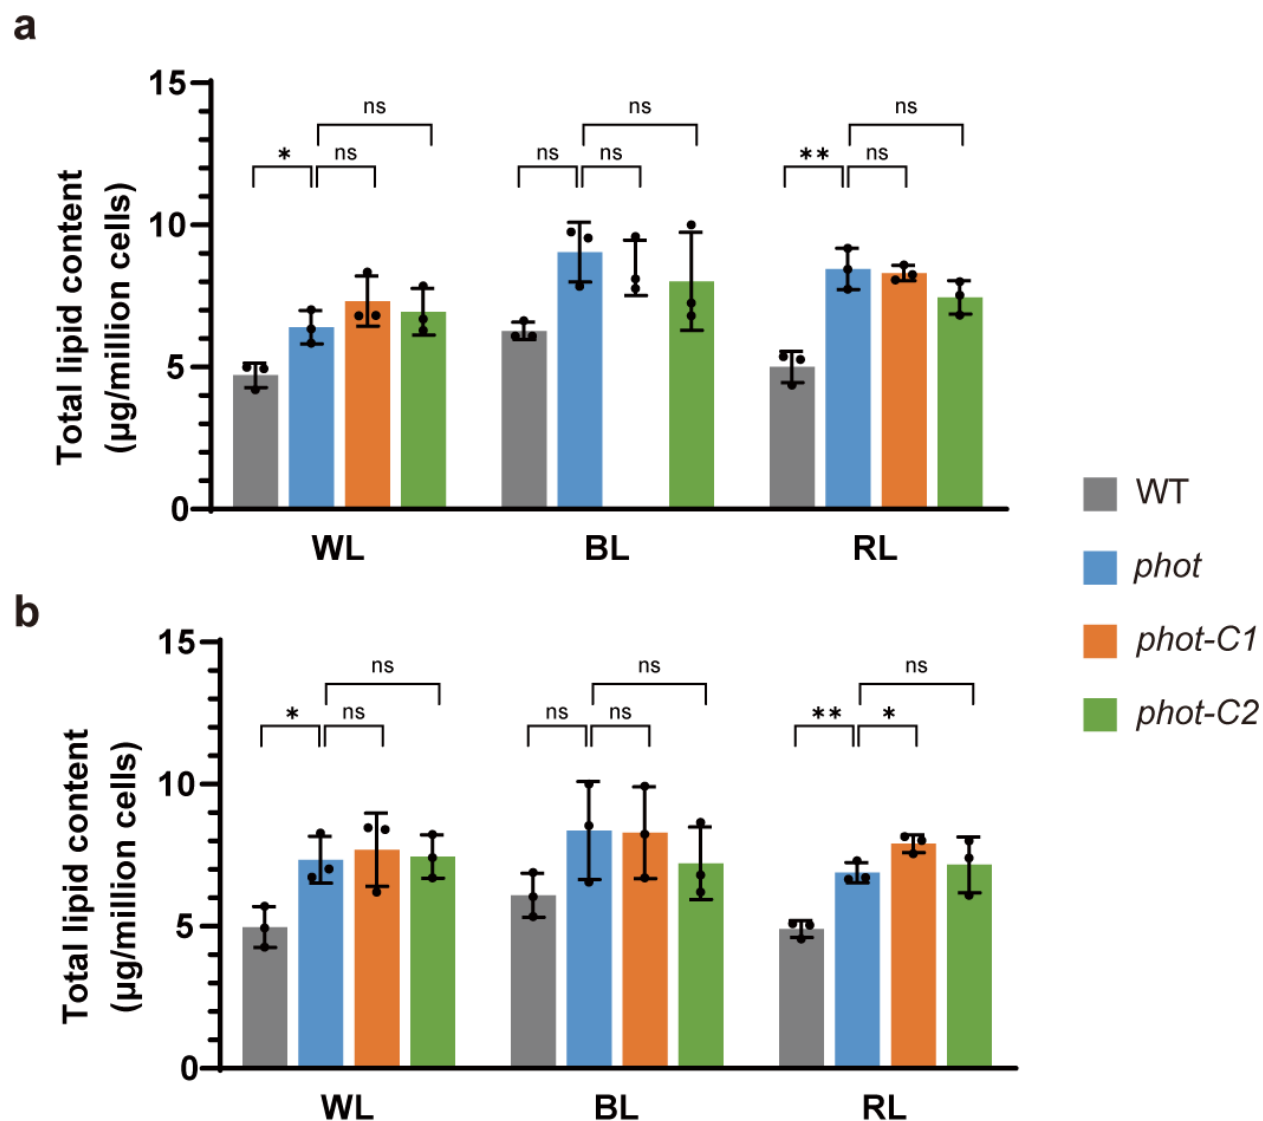 a
Total lipid content
(µg/million cells)
15
10
5
0
ns
* ns
ns
ns ns
ns
** ns
WL BL RL
WT
phot
phot-C1
phot-C2
b
Total lipid content
(µg/million cells)
15
10
5
0
ns
* ns
ns
ns ns
ns
** *
WL BL RL